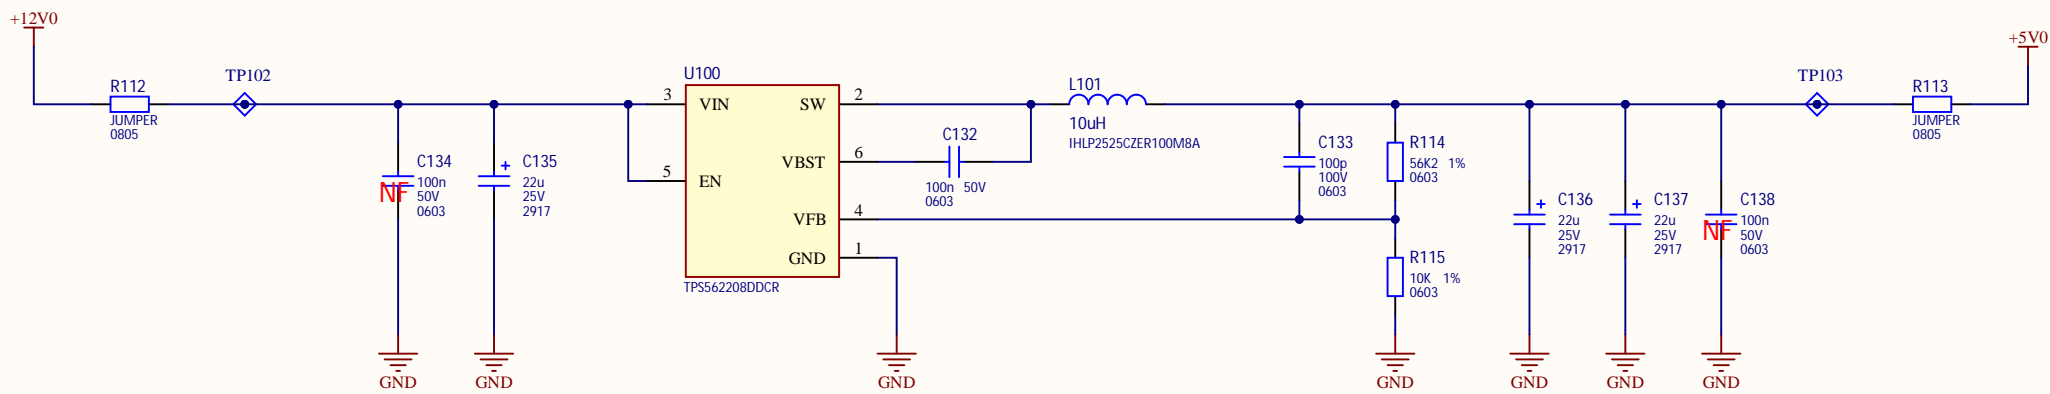 +12V0
R112
JUMPER
0805
TP102
C134
100n
50V
0603
NF
C135
+
22u
25V
2917
U100
3 VIN
5 EN
SW 2
VBST 6
VFB 4
GND 1
TPS562208DDCR
C132
100n 50V
0603
L101
10uH
IHLP2525CZER100M8A
C133
100p
100V
0603
R114
56K2 1%
0603
R115
10K 1%
0603
C136
+
22u
25V
2917
C137
+
22u
25V
2917
C138
100n
50V
0603
NF
TP103
R113
JUMPER
0805
+5V0
GND
GND
GND
GND
GND
GND
GND